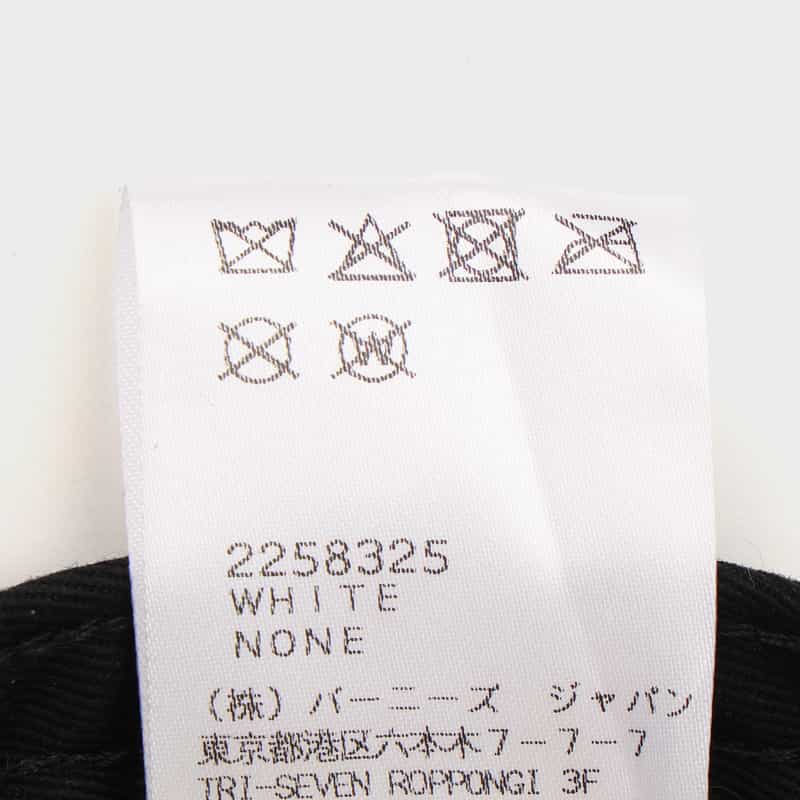 W
2258325
WHITE
NONE
(株) バーニーズ ジャパン
東京都港区六本木7-7-7
TRI-SEVEN ROPPONGI 3F